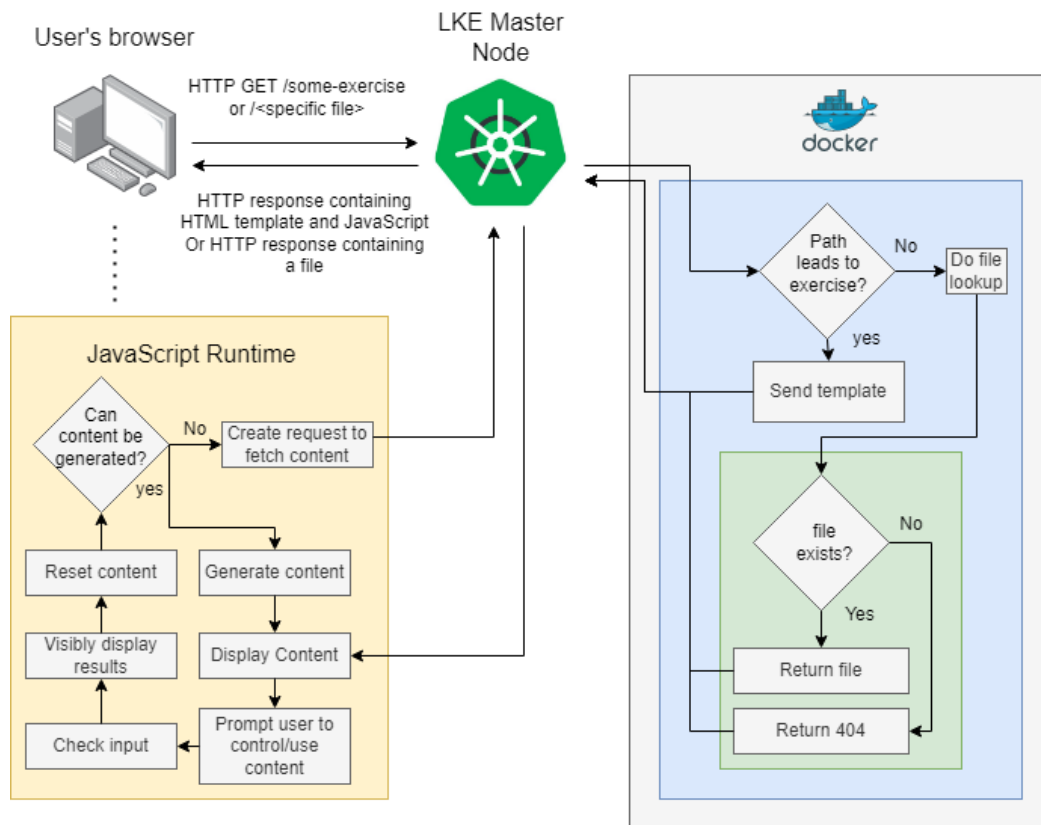 User's browser
LKE Master
Node
HTTP GET /some-exercise
or /<specific file>
HTTP response containing
HTML template and JavaScript
Or HTTP response containing
a file
docker
Path
leads to
exercise?
No
Do file
lookup
yes
Send template
file
exists?
No
Yes
Return file
Return 404
JavaScript Runtime
Can
content be
generated?
No
Create request to
fetch content
yes
Reset content
Generate content
Visibly display
results
Display Content
Check input
Prompt user to
control/use
content